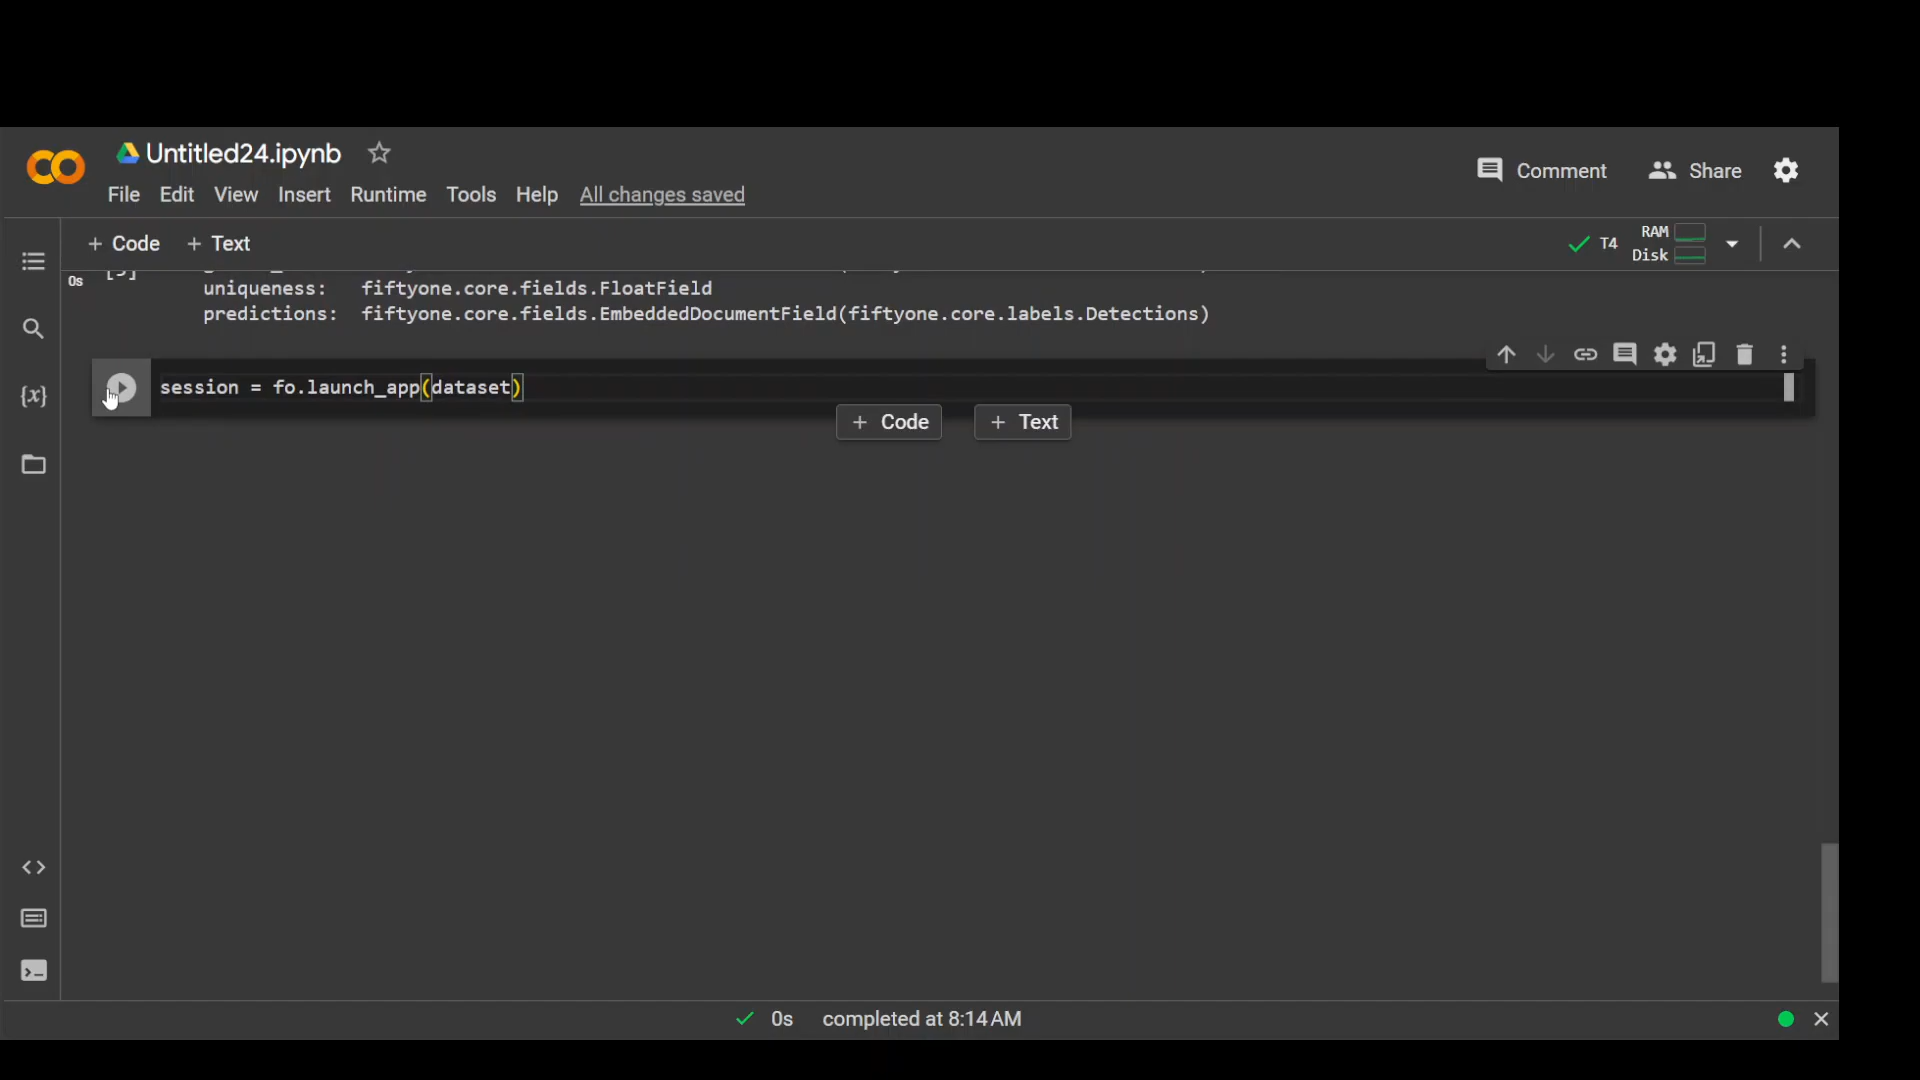 Untitled24.ipynb
Comment
Share
File Edit View Insert Runtime Tools Help All changes saved
+ Code + Text
T4
RAM
Disk
0s
uniqueness: fiftyone.core.fields.FloatField
predictions: fiftyone.core.fields.EmbeddedDocumentField(fiftyone.core.labels.Detections)
{x}
session = fo.launch_app(dataset)
+ Code + Text
0s completed at 8:14 AM